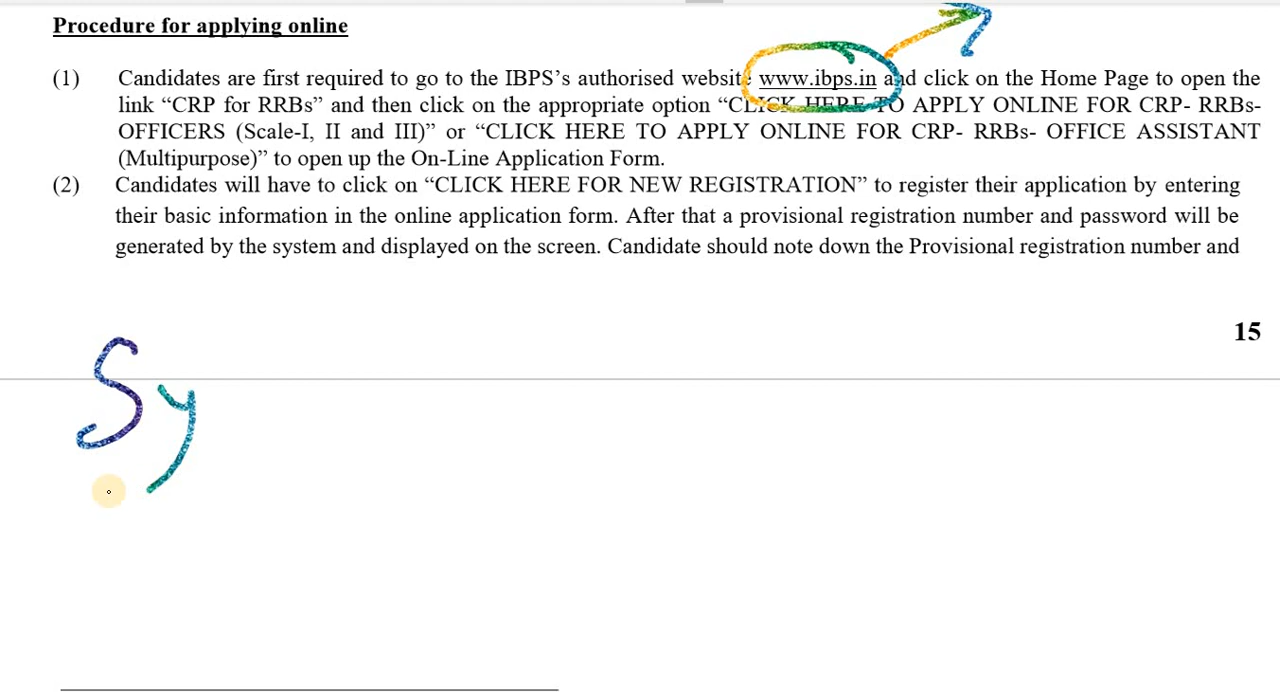 Procedure for applying online
(1) Candidates are first required to go to the IBPS’s authorised website www.ibps.in and click on the Home Page to open the
link “CRP for RRBs” and then click on the appropriate option “CLICK HERE TO APPLY ONLINE FOR CRP- RRBs-
OFFICERS (Scale-I, II and III)” or “CLICK HERE TO APPLY ONLINE FOR CRP- RRBs- OFFICE ASSISTANT
(Multipurpose)” to open up the On-Line Application Form.
(2) Candidates will have to click on “CLICK HERE FOR NEW REGISTRATION” to register their application by entering
their basic information in the online application form. After that a provisional registration number and password will be
generated by the system and displayed on the screen. Candidate should note down the Provisional registration number and
15
Sy